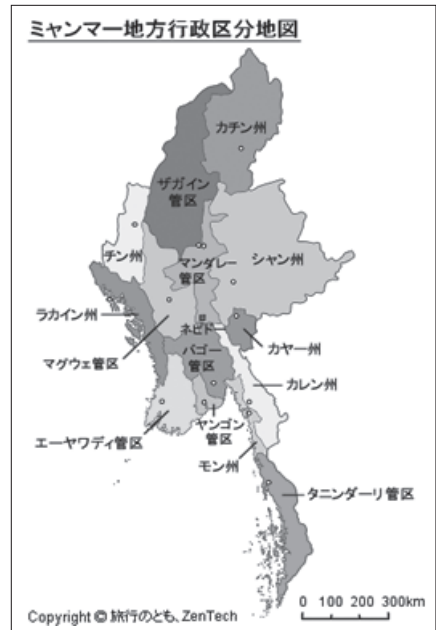 ミャンマー地方行政区分地図
カチン州
ザガイン
管区
チン州
マンダレー
管区
シャン州
ラカイン州
ネピドー
マグウェ管区
バゴー
管区
カヤー州
カレン州
エーヤワディ管区
ヤンゴン
管区
モン州
タニンダーリ管区
0 100 200 300km
Copyright © 旅行のとも、ZenTech